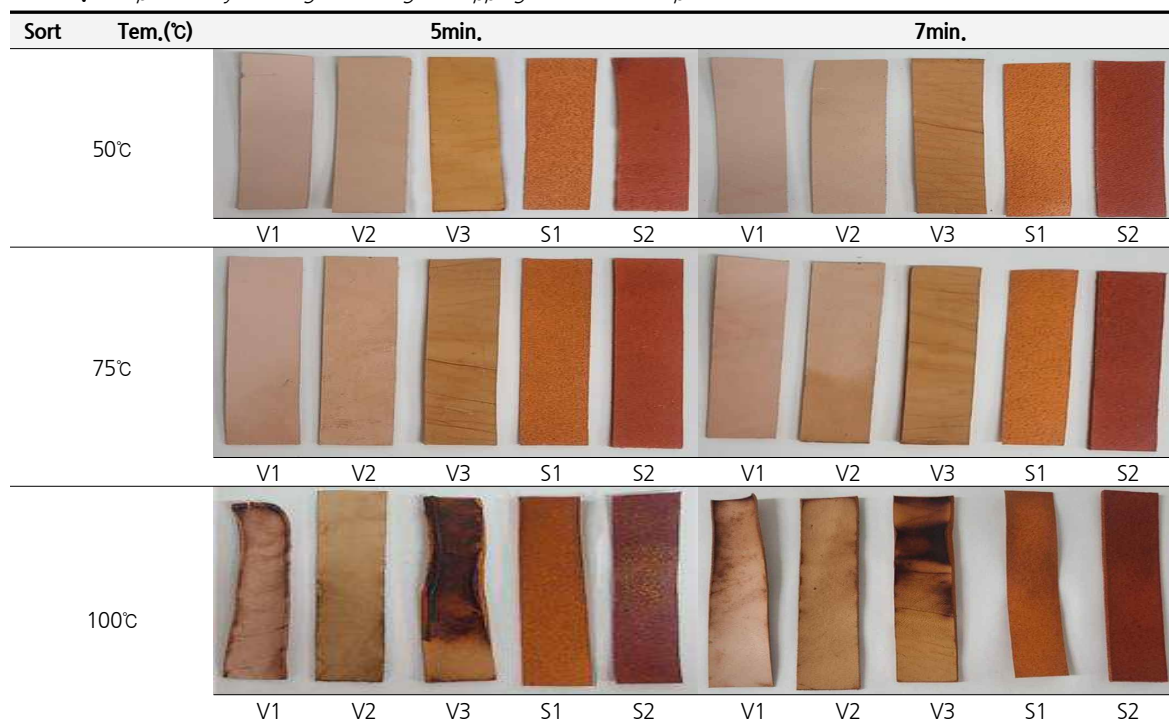 Sort Tem.(℃) 5min. 7min.
50℃
V1 V2 V3 S1 S2 V1 V2 V3 S1 S2
75℃
V1 V2 V3 S1 S2 V1 V2 V3 S1 S2
100℃
V1 V2 V3 S1 S2 V1 V2 V3 S1 S2